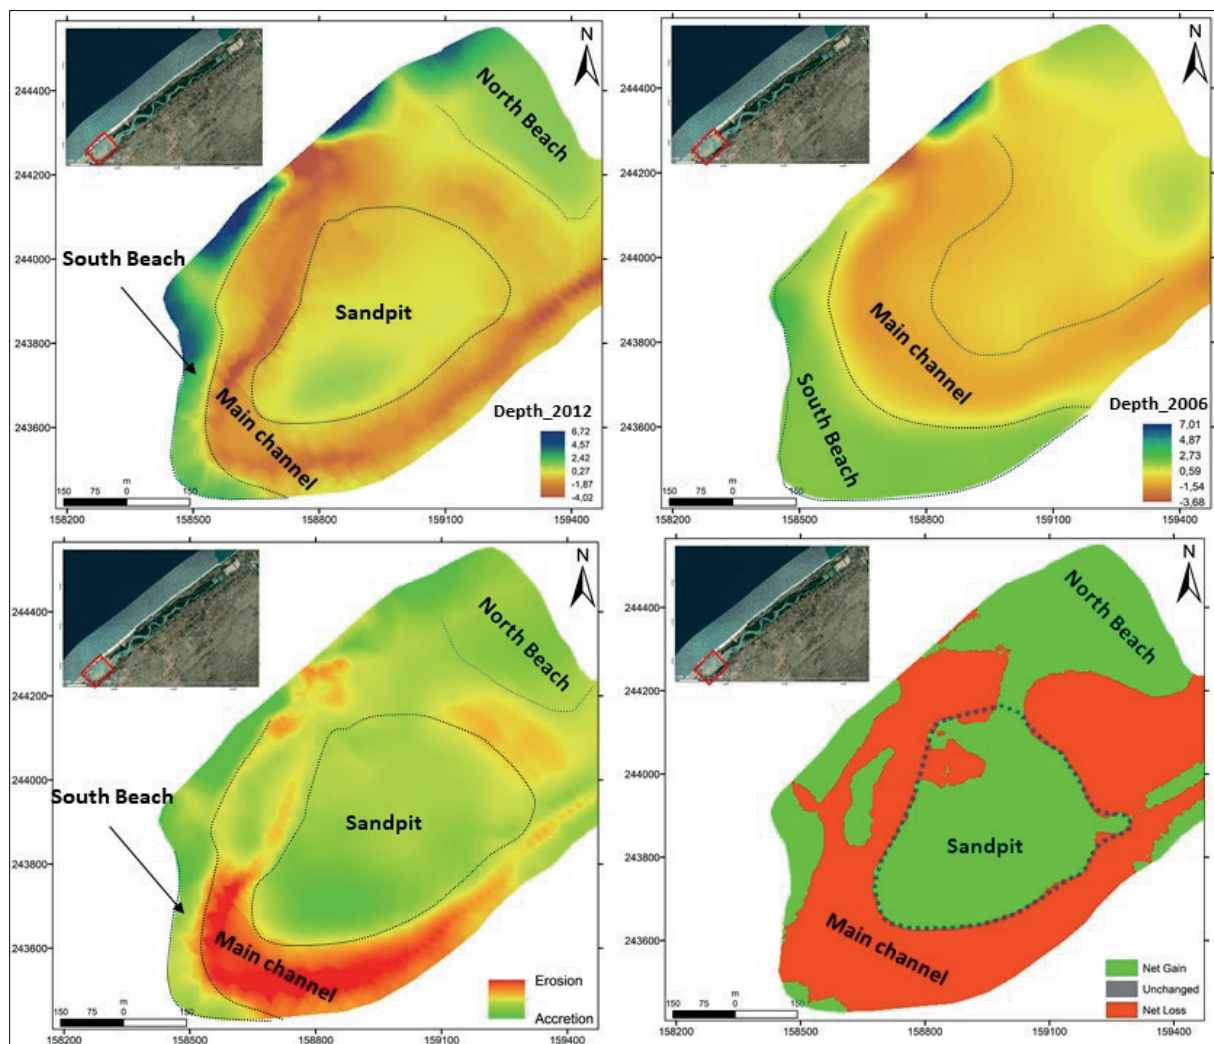 N
North Beach
244400
244200
South Beach
244000
Sandpit
243800
Main channel
Depth_2012
6,72
4,57
2,42
0,27
-1,87
-4,02
243600
m
150 75 0 150
158200 158500 158800 159100 159400
N
244400
244200
244000
Main channel
243800
South Beach
Depth_2006
7,01
4,87
2,73
0,59
-1,54
-3,68
243600
m
150 75 0 150
158200 158500 158800 159100 159400
N
244400
North Beach
244200
244000
South Beach
Sandpit
243800
243600
Main channel
Erosion
Accretion
m
150 75 0 150
158200 158500 158800 159100 159400
N
244400
North Beach
244200
244000
Sandpit
243800
243600
Main channel
Net Gain
Unchanged
Net Loss
m
150 75 0 150
158200 158500 158800 159100 159400